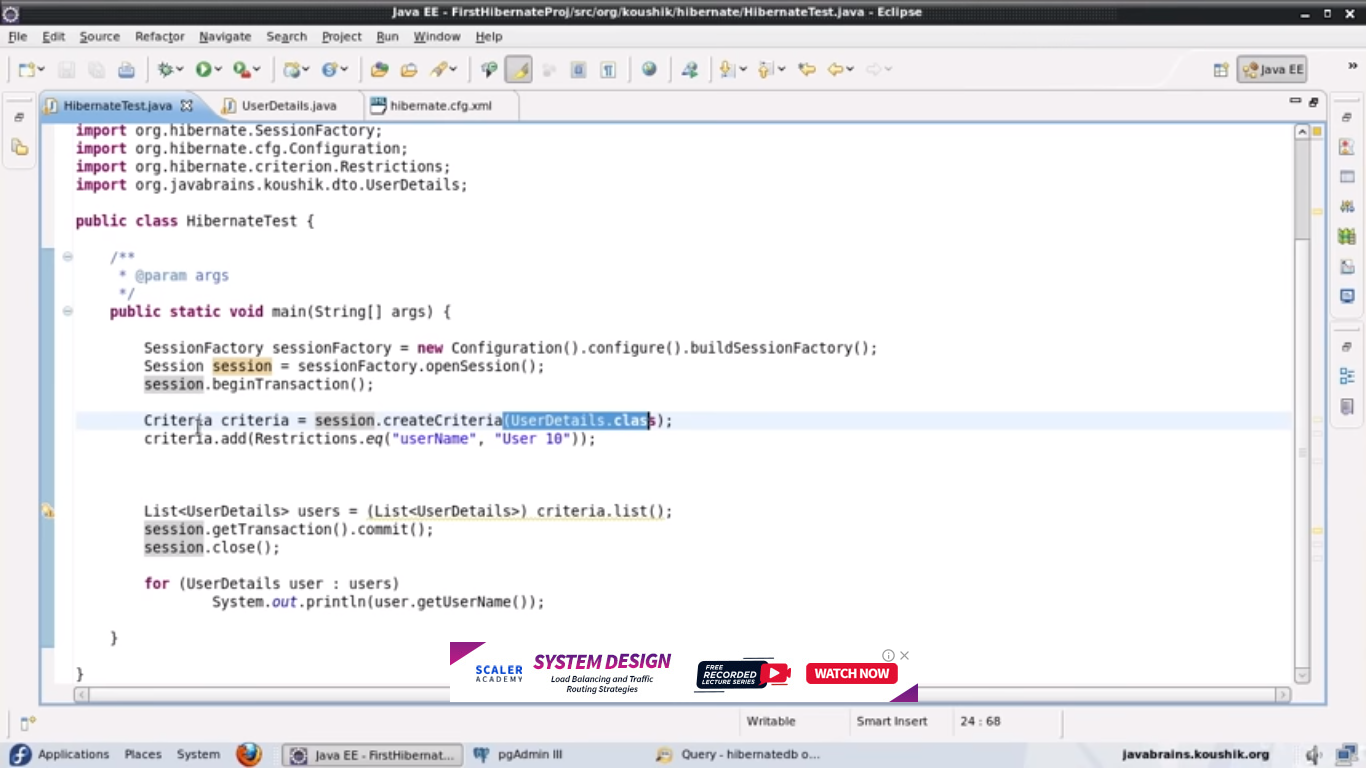 Java EE - FirstHibernateProj/src/org/koushik/hibernate/HibernateTest.java - Eclipse
File Edit Source Refactor Navigate Search Project Run Window Help
Java EE
HibernateTest.java UserDetails.java hibernate.cfg.xml
import org.hibernate.SessionFactory;
import org.hibernate.cfg.Configuration;
import org.hibernate.criterion.Restrictions;
import org.javabrains.koushik.dto.UserDetails;
public class HibernateTest {
/**
* @param args
*/
public static void main(String[] args) {
SessionFactory sessionFactory = new Configuration().configure().buildSessionFactory();
Session session = sessionFactory.openSession();
session.beginTransaction();
Criteria criteria = session.createCriteria(UserDetails.class);
criteria.add(Restrictions.eq("userName", "User 10"));
List<UserDetails> users = (List<UserDetails>) criteria.list();
session.getTransaction().commit();
session.close();
for (UserDetails user : users)
System.out.println(user.getUserName());
}
}
SCALER ACADEMY
SYSTEM DESIGN
Load Balancing and Traffic
Routing Strategies
FREE
RECORDED
LECTURE SERIES
WATCH NOW
Writable Smart Insert 24 : 68
Applications Places System Java EE - FirstHibernat... pgAdmin III Query - hibernatedb o... javabrains.koushik.org